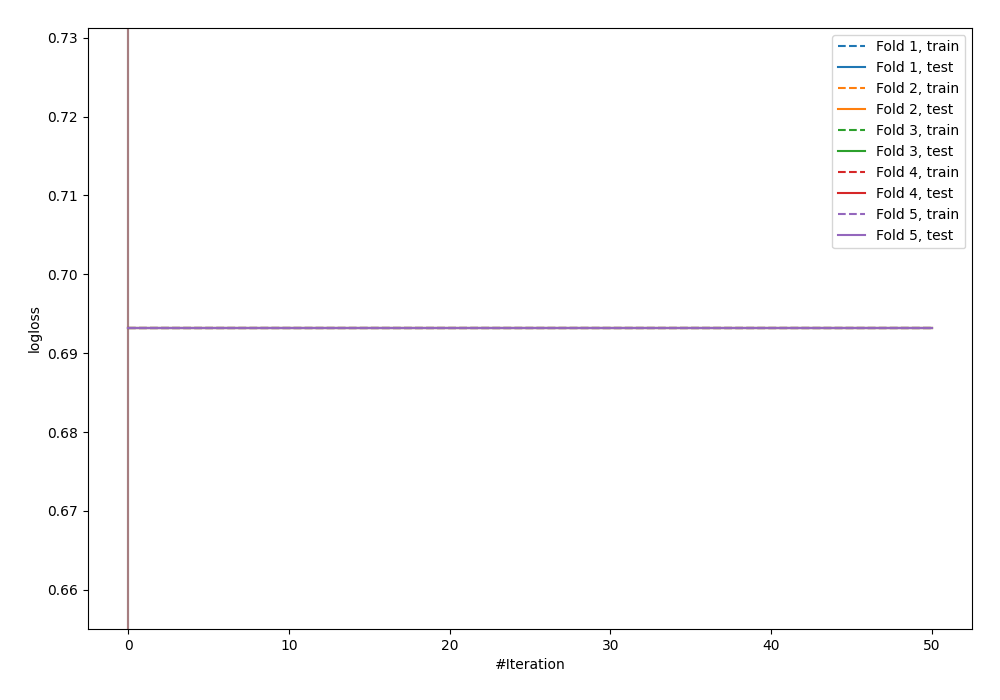 0.73
0.72
0.71
0.70
0.69
0.68
0.67
0.66
logloss
0
10
20
30
40
50
#Iteration
Fold 1, train
Fold 1, test
Fold 2, train
Fold 2, test
Fold 3, train
Fold 3, test
Fold 4, train
Fold 4, test
Fold 5, train
Fold 5, test